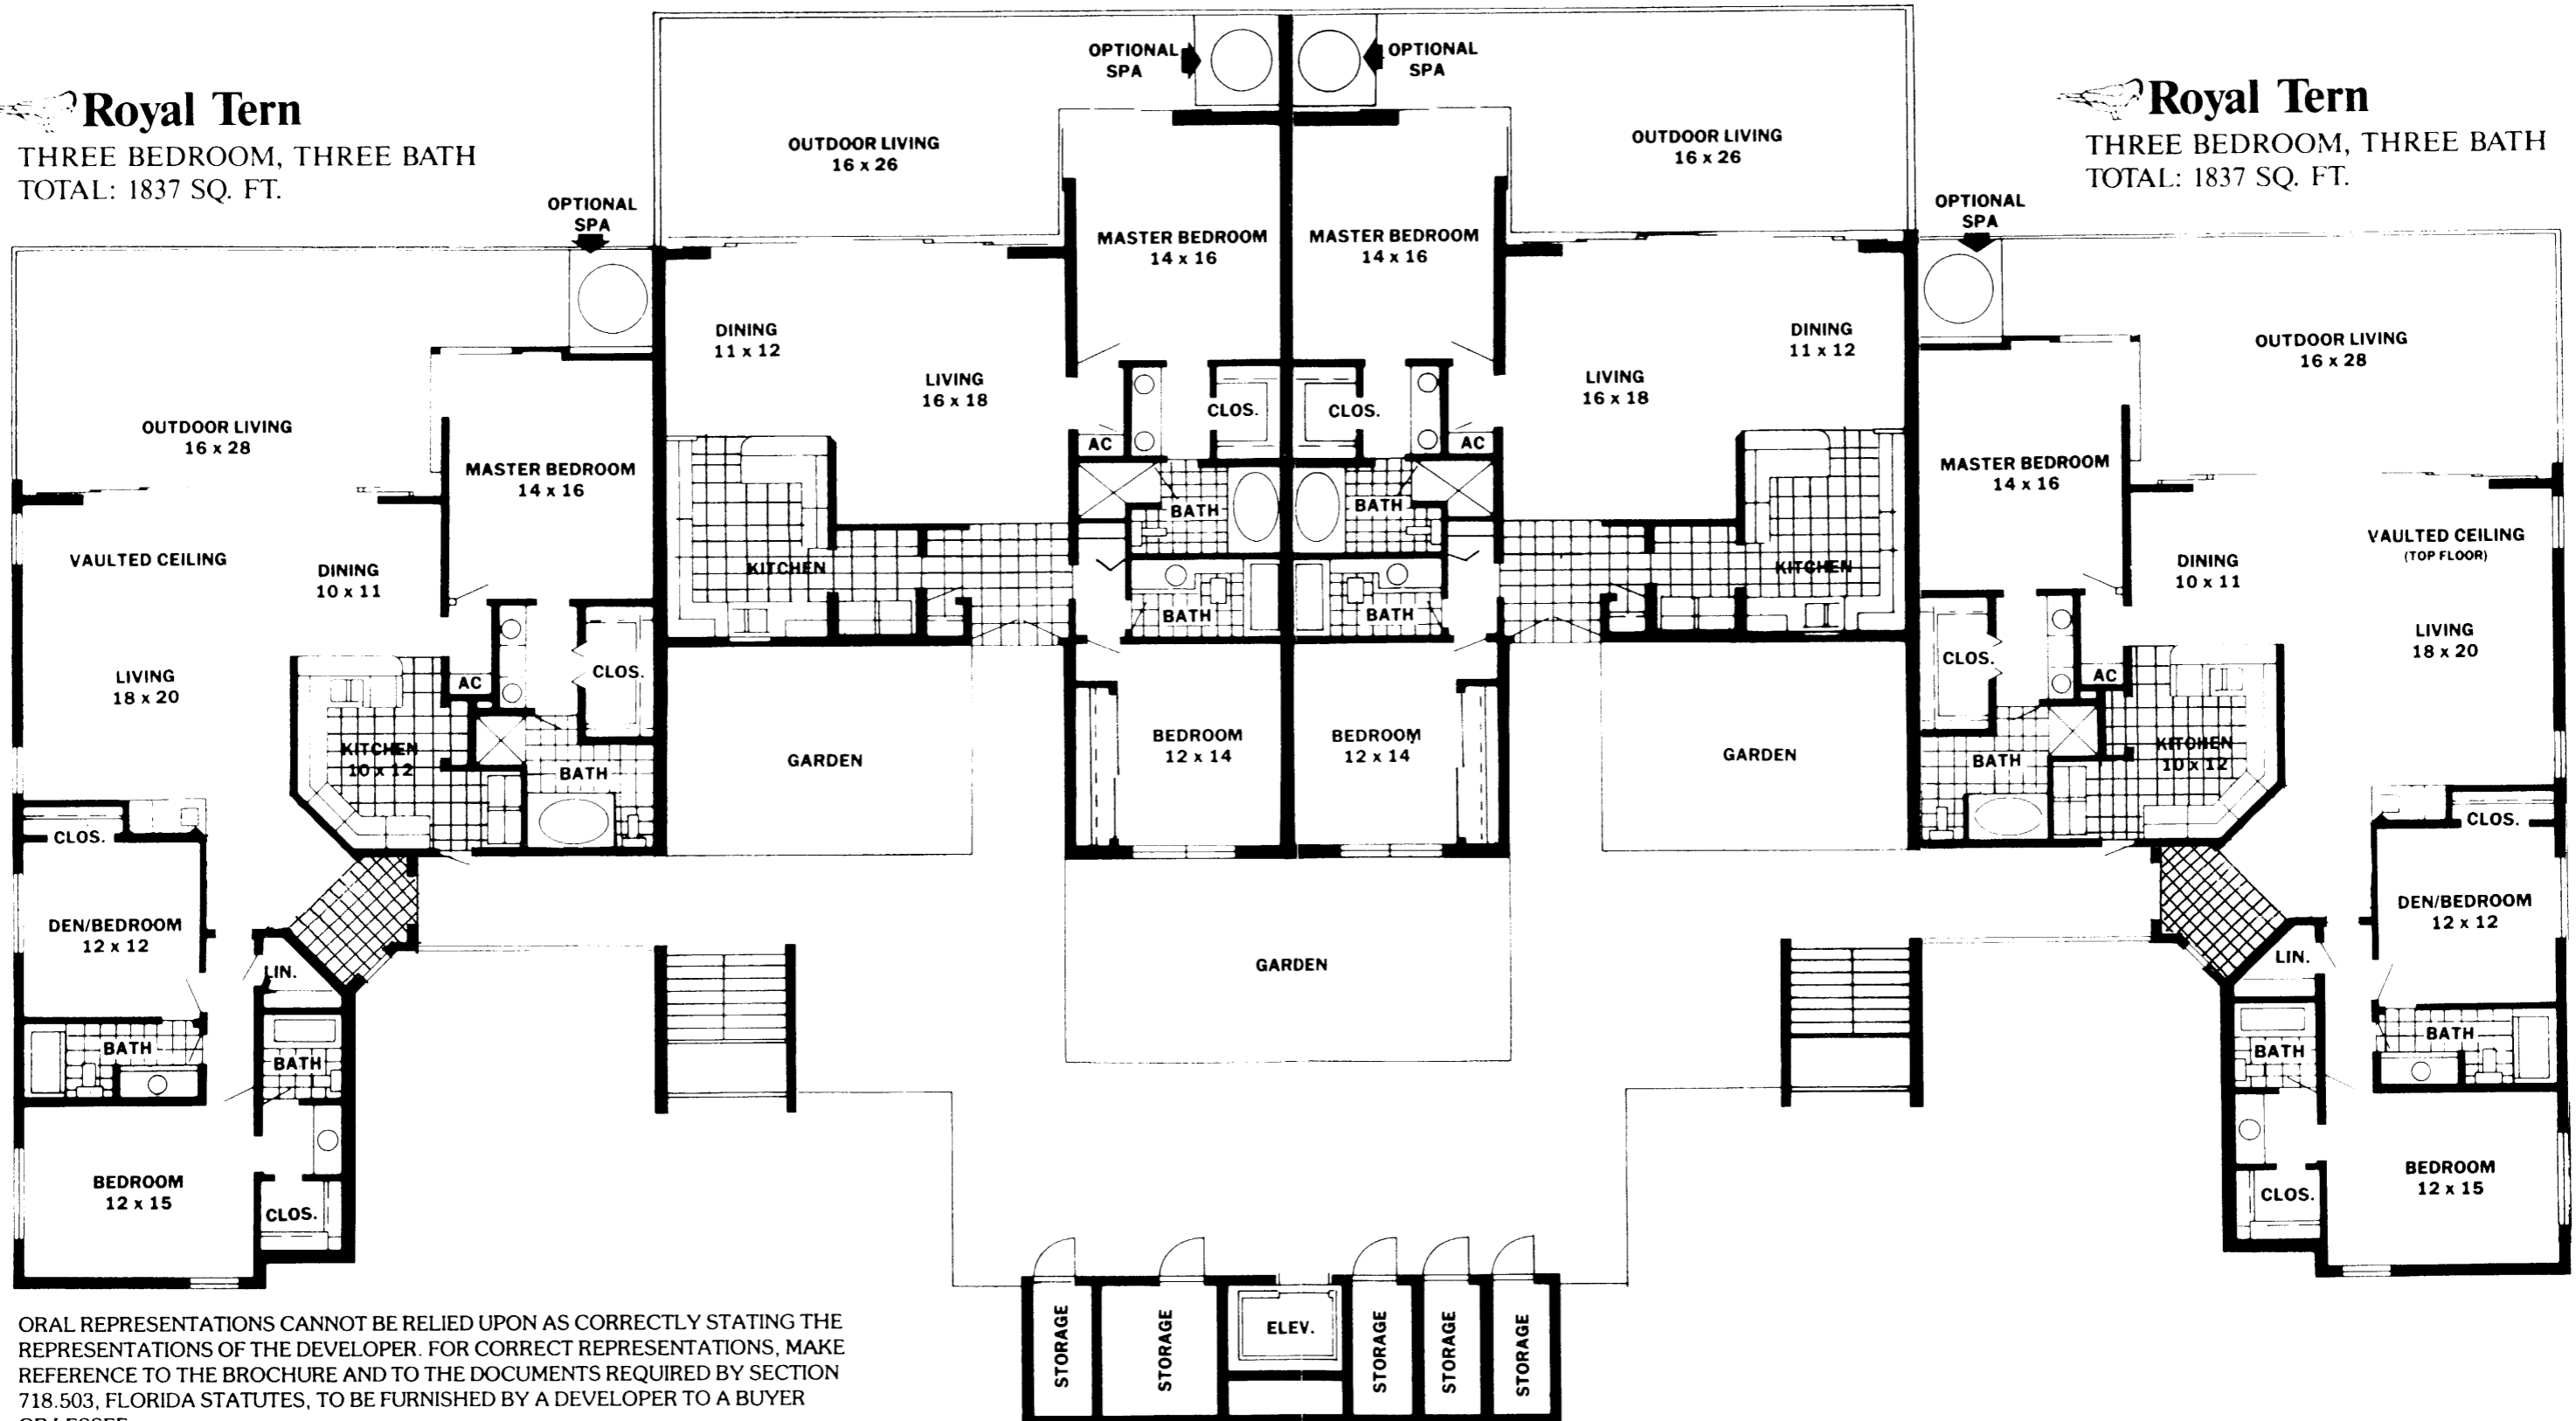 Royal Tern
THREE BEDROOM, THREE BATH
TOTAL: 1837 SQ. FT.
OPTIONAL
SPA
OUTDOOR LIVING
16 x 28
MASTER BEDROOM
14 x 16
VAULTED CEILING
DINING
10 x 11
LIVING
18 x 20
AC
CLOS.
KITCHEN
10 x 12
BATH
CLOS.
DEN/BEDROOM
12 x 12
LIN.
BATH
BATH
BEDROOM
12 x 15
CLOS.
OPTIONAL
SPA
OUTDOOR LIVING
16 x 26
MASTER BEDROOM
14 x 16
DINING
11 x 12
LIVING
16 x 18
CLOS.
AC
BATH
KITCHEN
BATH
GARDEN
BEDROOM
12 x 14
OPTIONAL
SPA
OUTDOOR LIVING
16 x 26
MASTER BEDROOM
14 x 16
DINING
11 x 12
LIVING
16 x 18
CLOS.
AC
BATH
KITCHEN
BATH
BEDROOM
12 x 14
GARDEN
GARDEN
Royal Tern
THREE BEDROOM, THREE BATH
TOTAL: 1837 SQ. FT.
OPTIONAL
SPA
OUTDOOR LIVING
16 x 28
MASTER BEDROOM
14 x 16
VAULTED CEILING
(TOP FLOOR)
DINING
10 x 11
LIVING
18 x 20
CLOS.
AC
KITCHEN
10 x 12
BATH
CLOS.
DEN/BEDROOM
12 x 12
LIN.
BATH
BATH
BEDROOM
12 x 15
CLOS.
STORAGE
STORAGE
ELEV.
STORAGE
STORAGE
STORAGE
ORAL REPRESENTATIONS CANNOT BE RELIED UPON AS CORRECTLY STATING THE
REPRESENTATIONS OF THE DEVELOPER. FOR CORRECT REPRESENTATIONS, MAKE
REFERENCE TO THE BROCHURE AND TO THE DOCUMENTS REQUIRED BY SECTION
718.503, FLORIDA STATUTES, TO BE FURNISHED BY A DEVELOPER TO A BUYER